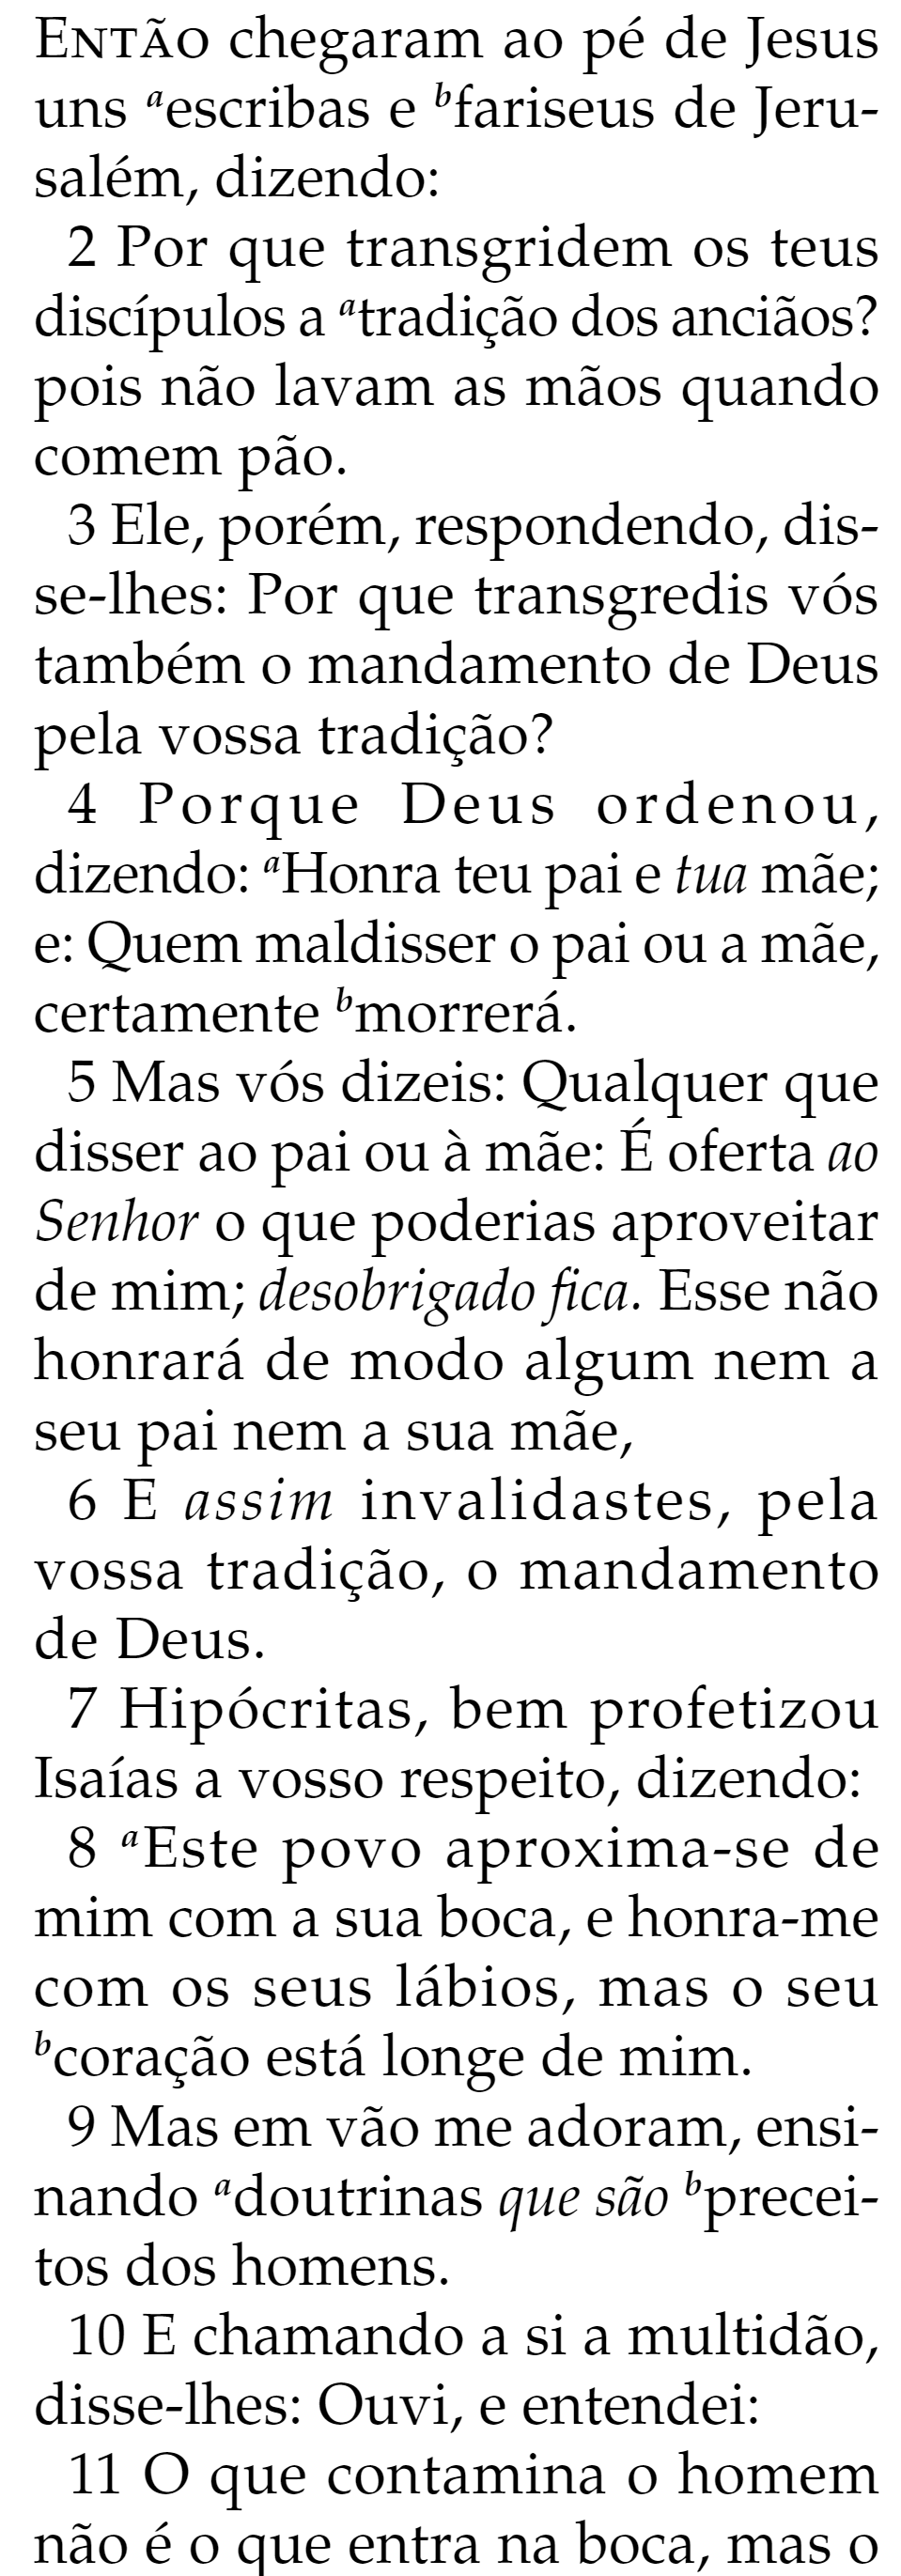 ENTÃO chegaram ao pé de Jesus
uns aescribas e bfariseus de Jeru-
salém, dizendo:
2 Por que transgridem os teus
discípulos a atradição dos anciãos?
pois não lavam as mãos quando
comem pão.
3 Ele, porém, respondendo, dis-
se-lhes: Por que transgredis vós
também o mandamento de Deus
pela vossa tradição?
4 Porque Deus ordenou,
dizendo: aHonra teu pai e tua mãe;
e: Quem maldisser o pai ou a mãe,
certamente bmorrerá.
5 Mas vós dizeis: Qualquer que
disser ao pai ou à mãe: É oferta ao
Senhor o que poderias aproveitar
de mim; desobrigado fica. Esse não
honrará de modo algum nem a
seu pai nem a sua mãe,
6 E assim invalidastes, pela
vossa tradição, o mandamento
de Deus.
7 Hipócritas, bem profetizou
Isaías a vosso respeito, dizendo:
8 aEste povo aproxima-se de
mim com a sua boca, e honra-me
com os seus lábios, mas o seu
bcoração está longe de mim.
9 Mas em vão me adoram, ensi-
nando adoutrinas que são bprecei-
tos dos homens.
10 E chamando a si a multidão,
disse-lhes: Ouvi, e entendei:
11 O que contamina o homem
não é o que entra na boca, mas o